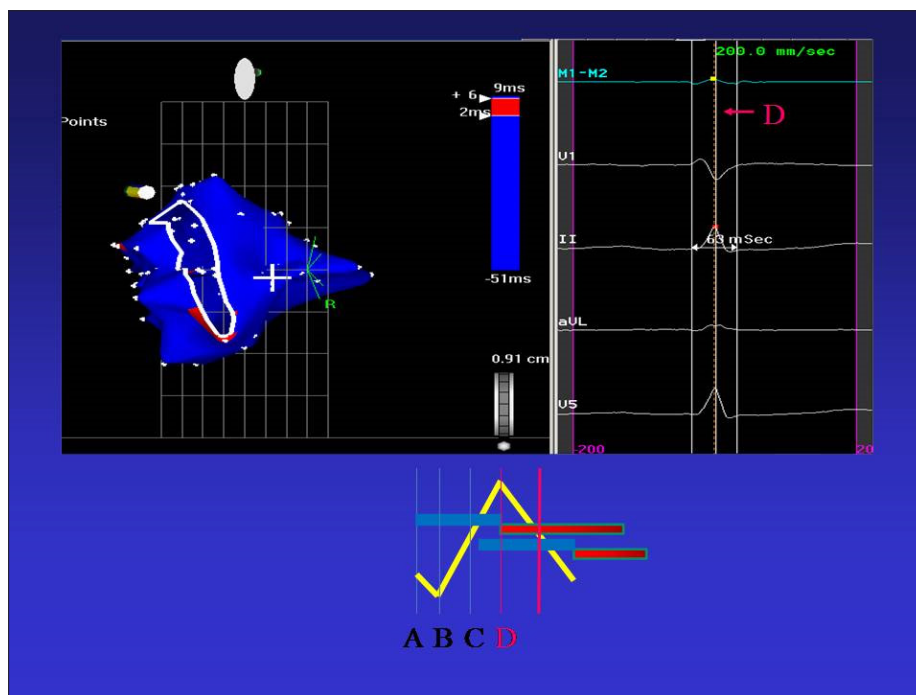 200.0 mm/sec
M1-M2
+ 6
9ms
D
2ms
Points
V1
II
63 mSec
R
-51ms
aVL
0.91 cm
V5
-200
20
A B C D